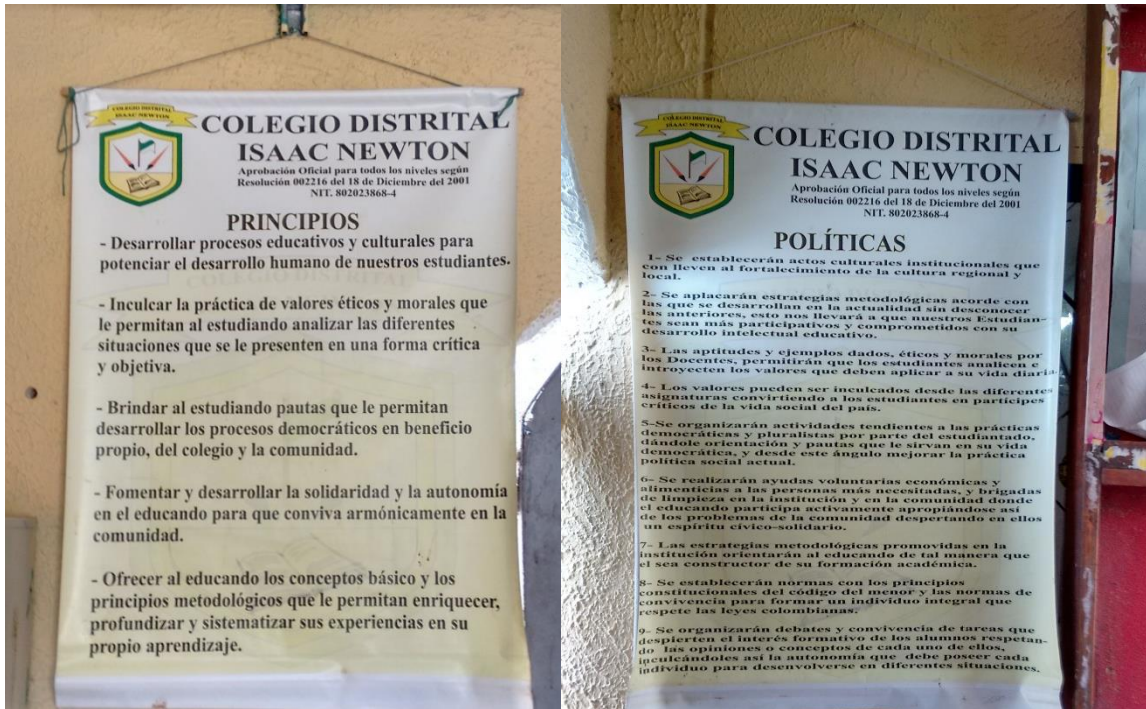 COLEGIO DISTRITAL
ISAAC NEWTON
COLEGIO DISTRITAL
ISAAC NEWTON
Aprobación Oficial para todos los niveles según
Resolución 002216 del 18 de Diciembre del 2001
NIT. 802023868-4
PRINCIPIOS
- Desarrollar procesos educativos y culturales para
potenciar el desarrollo humano de nuestros estudiantes.
- Inculcar la práctica de valores éticos y morales que
le permitan al estudiando analizar las diferentes
situaciones que se le presenten en una forma crítica
y objetiva.
- Brindar al estudiando pautas que le permitan
desarrollar los procesos democráticos en beneficio
propio, del colegio y la comunidad.
- Fomentar y desarrollar la solidaridad y la autonomía
en el educando para que conviva armónicamente en la
comunidad.
- Ofrecer al educando los conceptos básico y los
principios metodológicos que le permitan enriquecer,
profundizar y sistematizar sus experiencias en su
propio aprendizaje.
COLEGIO DISTRITAL
ISAAC NEWTON
COLEGIO DISTRITAL
ISAAC NEWTON
Aprobación Oficial para todos los niveles según
Resolución 002216 del 18 de Diciembre del 2001
NIT. 802023868-4
POLÍTICAS
1- Se establecerán actos culturales institucionales que
con lleven al fortalecimiento de la cultura regional y
local.
2- Se aplacarán estrategias metodológicas acorde con
las que se desarrollan en la actualidad sin desconocer
las anteriores, esto nos llevará a que nuestros Estudian-
tes sean más participativos y comprometidos con su
desarrollo intelectual educativo.
3- Las aptitudes y ejemplos dados, éticos y morales por
los Docentes, permitirán que los estudiantes analicen e
introyecten los valores que deben aplicar a su vida diaria.
4- Los valores pueden ser inculcados desde las diferentes
asignaturas convirtiendo a los estudiantes en partícipes
críticos de la vida social del país.
5-Se organizarán actividades tendientes a las prácticas
democráticas y pluralistas por parte del estudiantado,
dándole orientación y pautas que le sirvan en su vida
democrática, y desde este ángulo mejorar la práctica
política social actual.
6- Se realizarán ayudas voluntarias económicas y
alimenticias a las personas más necesitadas, y brigadas
de limpieza en la institución y en la comunidad donde
el educando participa activamente apropiándose así
de los problemas de la comunidad despertando en ellos
un espíritu cívico-solidario.
7- Las estrategias metodológicas promovidas en la
institución orientarán al educando de tal manera que
el sea constructor de su formación académica.
8- Se establecerán normas con los principios
constitucionales del código del menor y las normas de
convivencia para formar un individuo integral que
respete las leyes colombianas.
9- Se organizarán debates y convivencia de tareas que
despierten el interés formativo de los alumnos respetan-
do las opiniones o conceptos de cada uno de ellos,
inculcándoles así la autonomía que debe poseer cada
individuo para desenvolverse en diferentes situaciones.